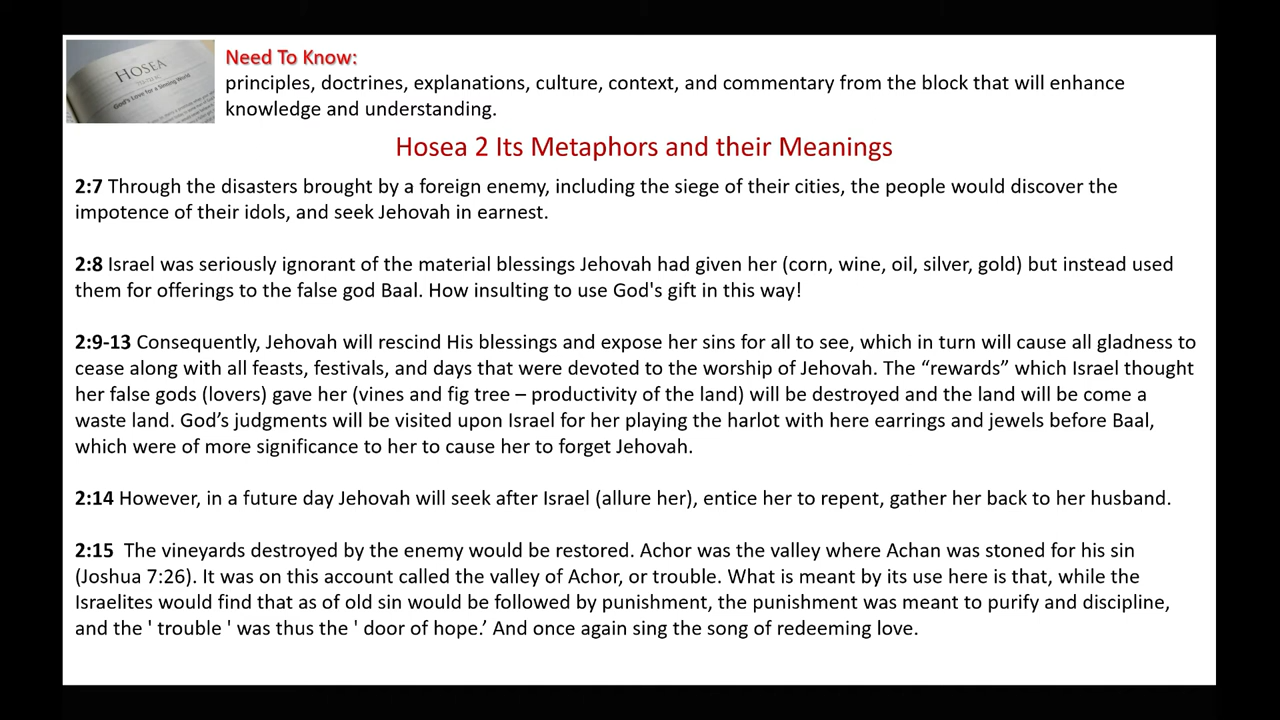 HOSEA
God's Love for a Sinning World
Need To Know:
principles, doctrines, explanations, culture, context, and commentary from the block that will enhance
knowledge and understanding.
Hosea 2 Its Metaphors and their Meanings
2:7 Through the disasters brought by a foreign enemy, including the siege of their cities, the people would discover the
impotence of their idols, and seek Jehovah in earnest.
2:8 Israel was seriously ignorant of the material blessings Jehovah had given her (corn, wine, oil, silver, gold) but instead used
them for offerings to the false god Baal. How insulting to use God's gift in this way!
2:9-13 Consequently, Jehovah will rescind His blessings and expose her sins for all to see, which in turn will cause all gladness to
cease along with all feasts, festivals, and days that were devoted to the worship of Jehovah. The “rewards” which Israel thought
her false gods (lovers) gave her (vines and fig tree – productivity of the land) will be destroyed and the land will be come a
waste land. God’s judgments will be visited upon Israel for her playing the harlot with here earrings and jewels before Baal,
which were of more significance to her to cause her to forget Jehovah.
2:14 However, in a future day Jehovah will seek after Israel (allure her), entice her to repent, gather her back to her husband.
2:15 The vineyards destroyed by the enemy would be restored. Achor was the valley where Achan was stoned for his sin
(Joshua 7:26). It was on this account called the valley of Achor, or trouble. What is meant by its use here is that, while the
Israelites would find that as of old sin would be followed by punishment, the punishment was meant to purify and discipline,
and the ' trouble ' was thus the ' door of hope.’ And once again sing the song of redeeming love.